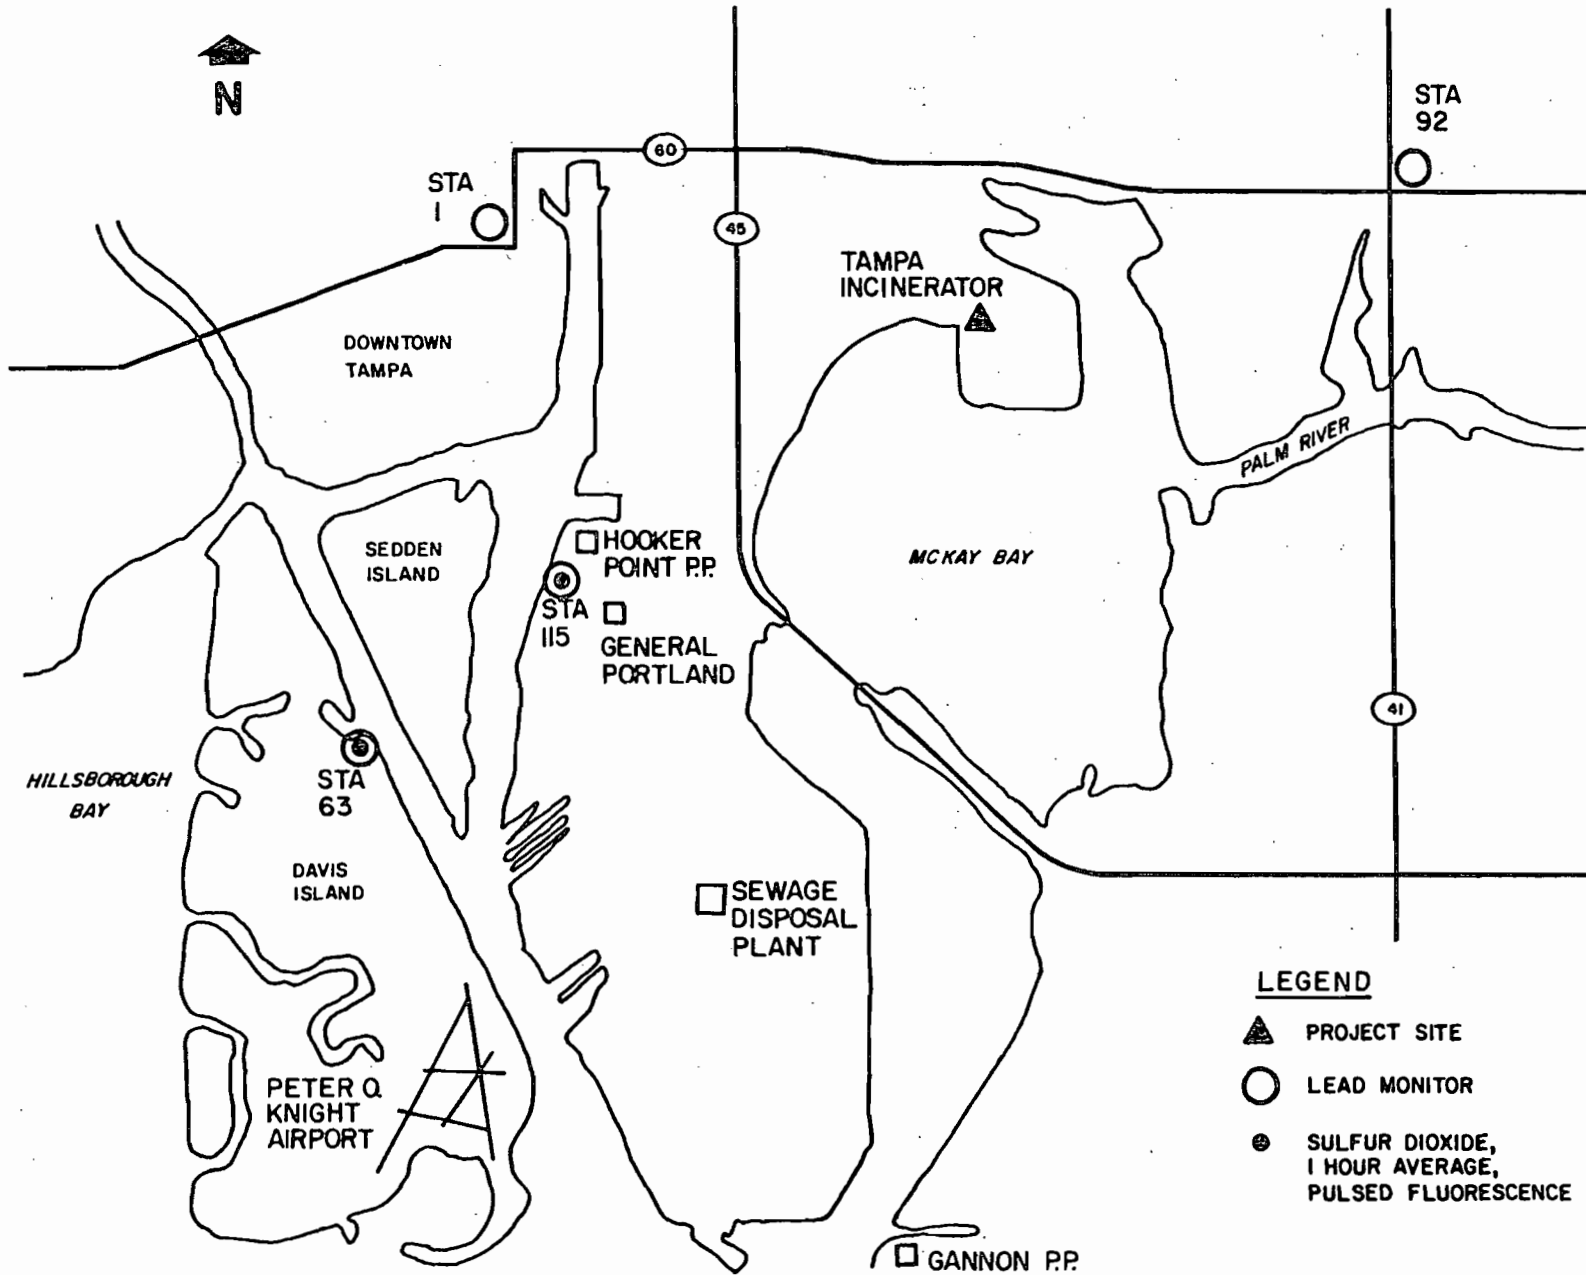 N
STA
92
60
STA
1
45
TAMPA
INCINERATOR
DOWNTOWN
TAMPA
PALM RIVER
HOOKER
POINT P.P.
SEDDEN
ISLAND
MCKAY BAY
STA
115
GENERAL
PORTLAND
41
HILLSBOROUGH
BAY
STA
63
DAVIS
ISLAND
SEWAGE
DISPOSAL
PLANT
LEGEND
PROJECT SITE
LEAD MONITOR
PETER O.
KNIGHT
AIRPORT
SULFUR DIOXIDE,
1 HOUR AVERAGE,
PULSED FLUORESCENCE
GANNON P.P.